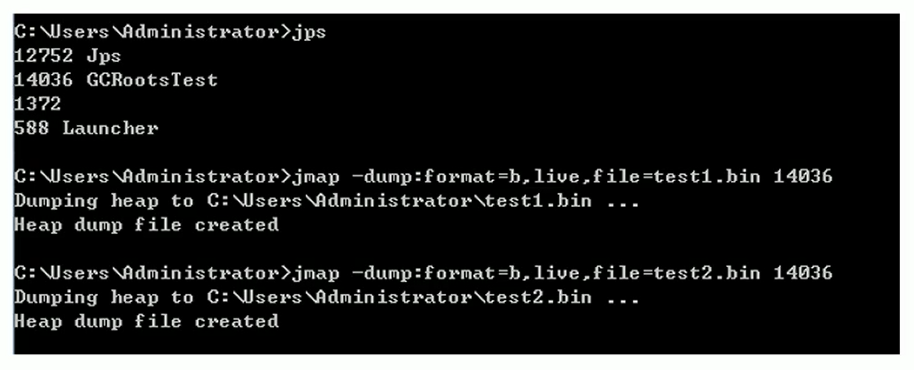 C:\Users\Administrator>jps
12752 Jps
14036 GCRootsTest
1372
588 Launcher
C:\Users\Administrator>jmap -dump:format=b,live,file=test1.bin 14036
Dumping heap to C:\Users\Administrator\test1.bin ...
Heap dump file created
C:\Users\Administrator>jmap -dump:format=b,live,file=test2.bin 14036
Dumping heap to C:\Users\Administrator\test2.bin ...
Heap dump file created